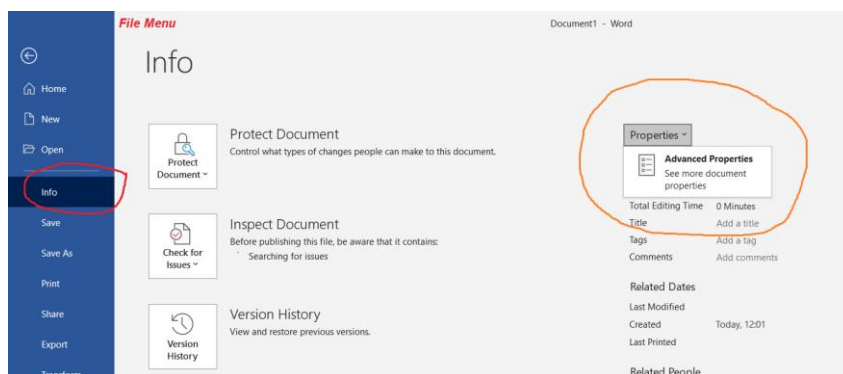 File Menu
Document1 - Word
Info
Home
New
Open
Info
Save
Save As
Print
Share
Export
Protect
Document
Protect Document
Control what types of changes people can make to this document.
Check for
Issues
Inspect Document
Before publishing this file, be aware that it contains:
Searching for issues
Version
History
Version History
View and restore previous versions.
Properties
Advanced Properties
See more document
properties
Total Editing Time 0 Minutes
Title Add a title
Tags Add a tag
Comments Add comments
Related Dates
Last Modified
Created Today, 12:01
Last Printed
Related People